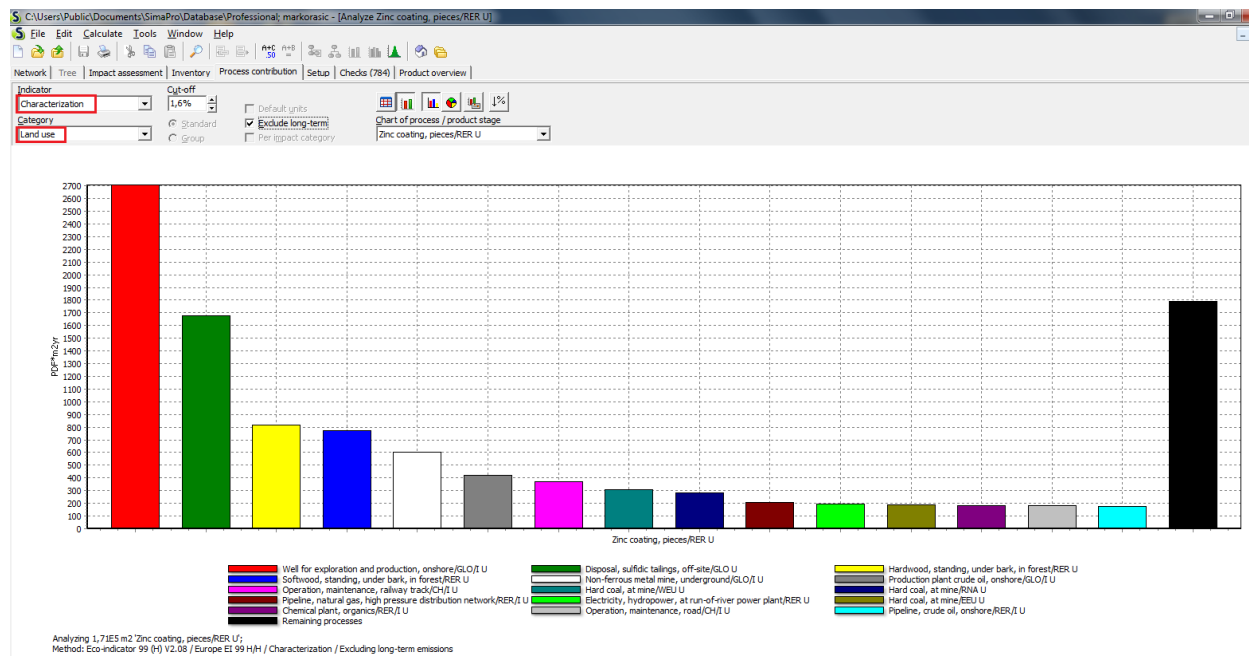 C:\Users\Public\Documents\SimaPro\Database\Professional; markorasic - [Analyze Zinc coating, pieces/RER U]
File Edit Calculate Tools Window Help
A+C .50 A+B
Network Tree Impact assessment Inventory Process contribution Setup Checks (784) Product overview
Indicator Cut-off
Characterization 1,6% Default units
Category Standard Exclude long-term Chart of process / product stage
Land use Group Per impact category Zinc coating, pieces/RER U
2700
2600
2500
2400
2300
2200
2100
2000
1900
1800
1700
1600
1500
1400
1300
1200
1100
1000
900
800
700
600
500
400
300
200
100
0
PDF*m2yr
Zinc coating, pieces/RER U
Well for exploration and production, onshore/GLO/I U Disposal, sulfidic tailings, off-site/GLO U Hardwood, standing, under bark, in forest/RER U
Softwood, standing, under bark, in forest/RER U Non-ferrous metal mine, underground/GLO/I U Production plant crude oil, onshore/GLO/I U
Operation, maintenance, railway track/CH/I U Hard coal, at mine/WEU U Hard coal, at mine/RNA U
Pipeline, natural gas, high pressure distribution network/RER/I U Electricity, hydropower, at run-of-river power plant/RER U Hard coal, at mine/EEU U
Chemical plant, organics/RER/I U Operation, maintenance, road/CH/I U Pipeline, crude oil, onshore/RER/I U
Remaining processes
Analyzing 1,71E5 m2 'Zinc coating, pieces/RER U';
Method: Eco-indicator 99 (H) V2.08 / Europe EI 99 H/H / Characterization / Excluding long-term emissions